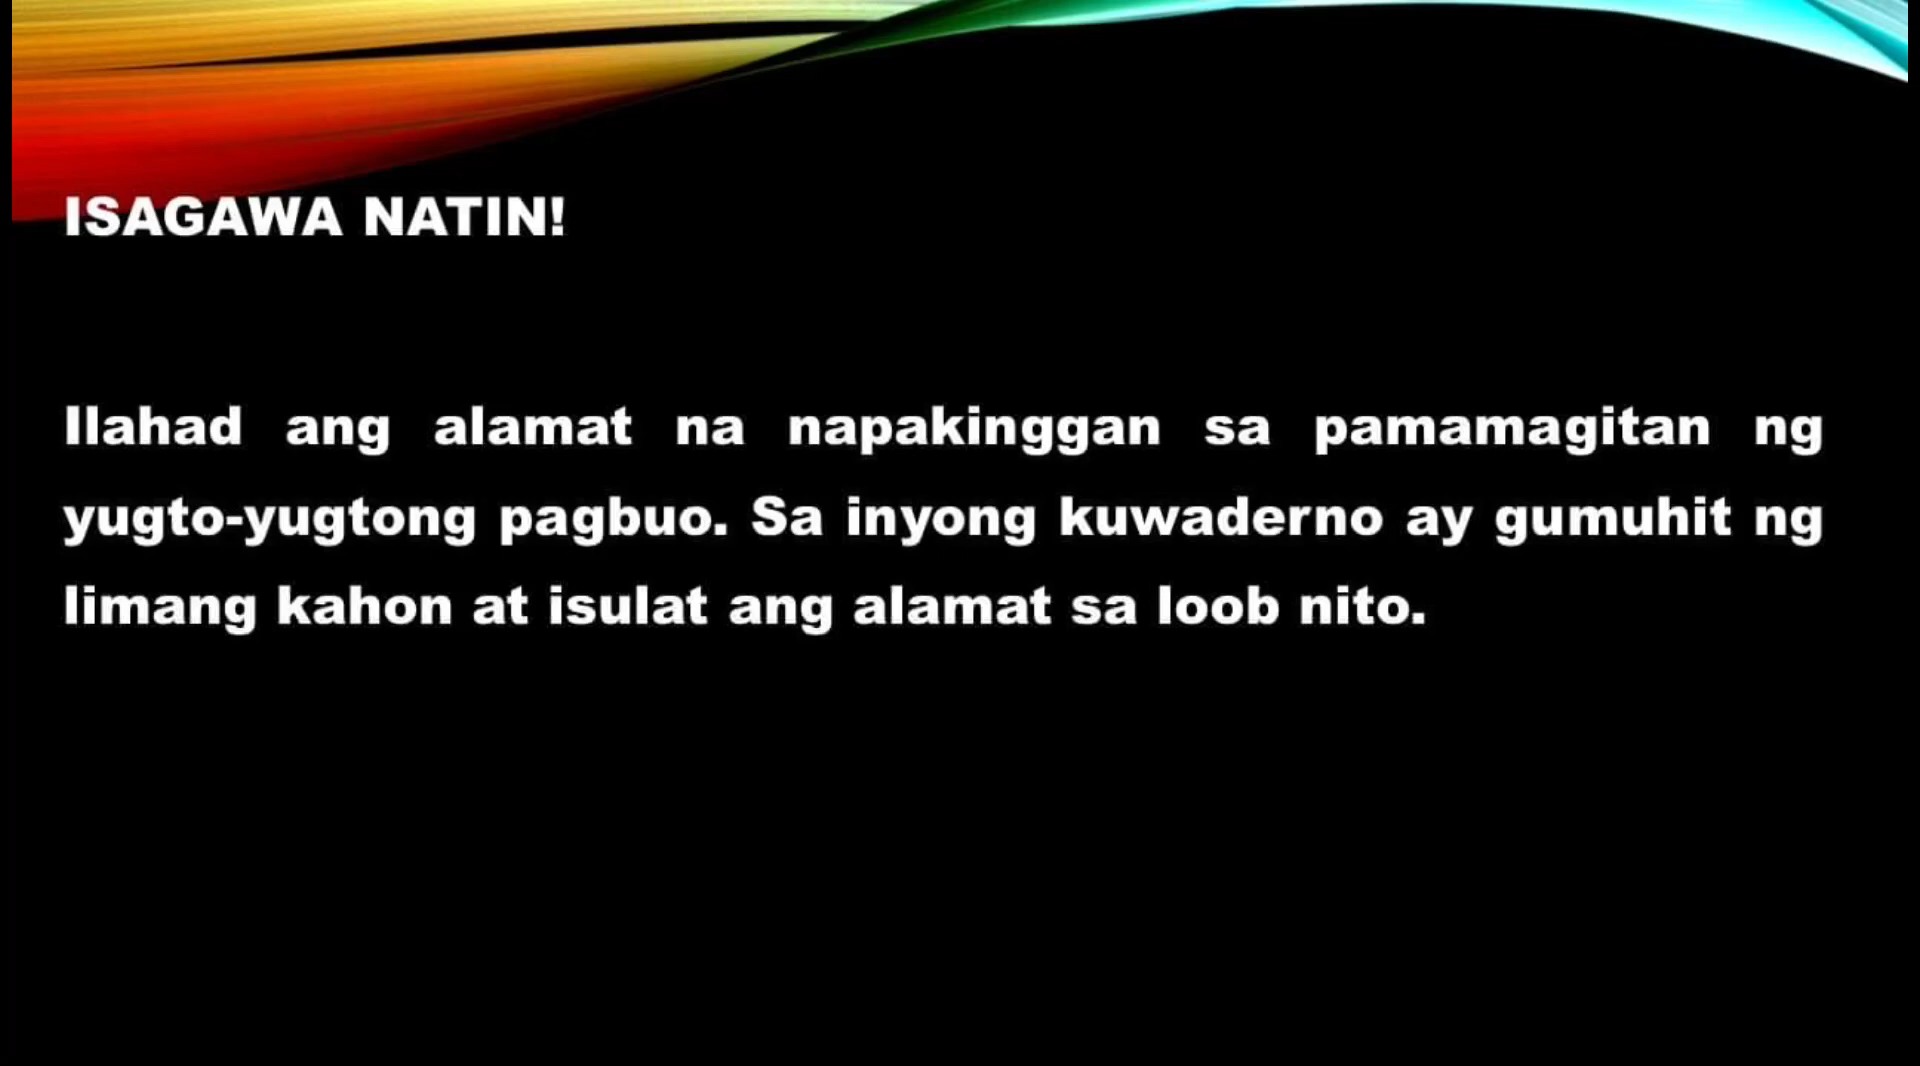 ISAGAWA NATIN!
Ilahad ang alamat na napakinggan sa pamamagitan ng
yugto-yugtong pagbuo. Sa inyong kuwaderno ay gumuhit ng
limang kahon at isulat ang alamat sa loob nito.